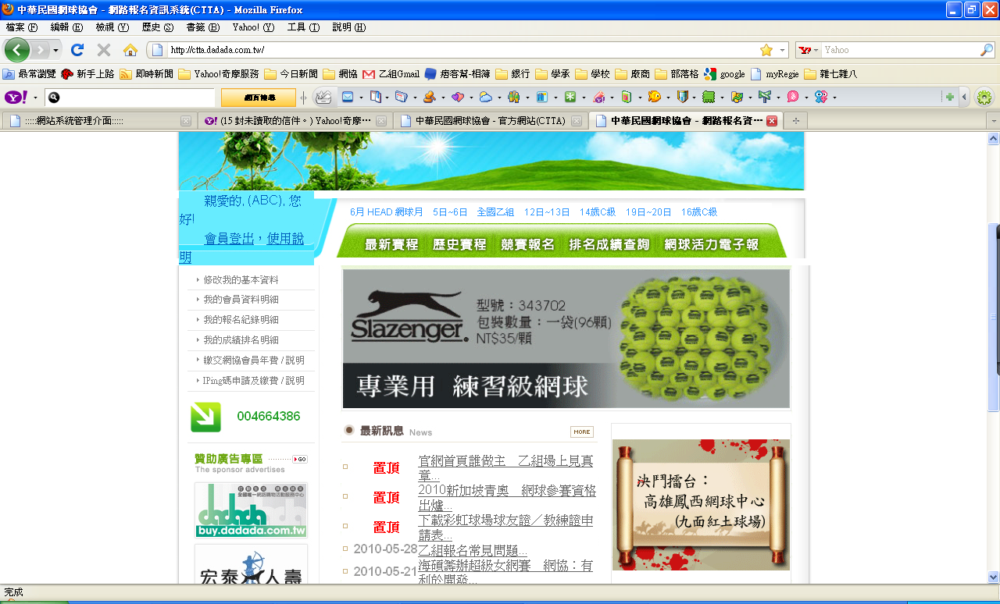 中華民國網球協會 - 網路報名資訊系統(CTTA) - Mozilla Firefox
檔案 (F) 編輯 (E) 檢視 (V) 歷史 (S) 書籤 (B) Yahoo! (Y) 工具 (T) 說明 (H)
http://ctta.dadada.com.tw/
Yahoo
最常瀏覽 新手上路 即時新聞 Yahoo!奇摩服務 今日新聞 網協 乙組Gmail 痞客幫-相簿 銀行 學承 學校 廠商 部落格 google myRegie 雜七雜八
Y! 網頁搜尋
:::::網站系統管理介面:::::
(15 封未讀取的信件。) Yahoo!奇摩…
中華民國網球協會 - 官方網站(CTTA)
中華民國網球協會 - 網路報名資…
親愛的, (ABC), 您
好!
會員登出，使用說
明
6月 HEAD 網球月 5日~6日 全國乙組 12日~13日 14歲C級 19日~20日 16歲C級
最新賽程 歷史賽程 競賽報名 排名成績查詢 網球活力電子報
修改我的基本資料
我的會員資料明細
我的報名紀錄明細
我的成績排名明細
繳交網協會員年費 / 說明
IPing碼申請及繳費 / 說明
004664386
贊助廣告專區 GO
The sponsor advertises
全國唯一網路購物活動服務中心
dadada
buy.dadada.com.tw
宏泰人壽
Slazenger
型號：343702
包裝數量：一袋(96顆)
NT$35/顆
專業用 練習級網球
最新訊息 News MORE
置頂 官網首頁誰做主 乙組場上見真
章...
置頂 2010新加坡青奧 網球參賽資格
出爐...
置頂 下載彩虹球場球友證／教練證申
請表...
2010-05-28 乙組報名常見問題...
2010-05-21 海碩籌辦超級女網賽 網協：有
利於開發...
決鬥擂台：
高雄鳳西網球中心
(九面紅土球場)
完成